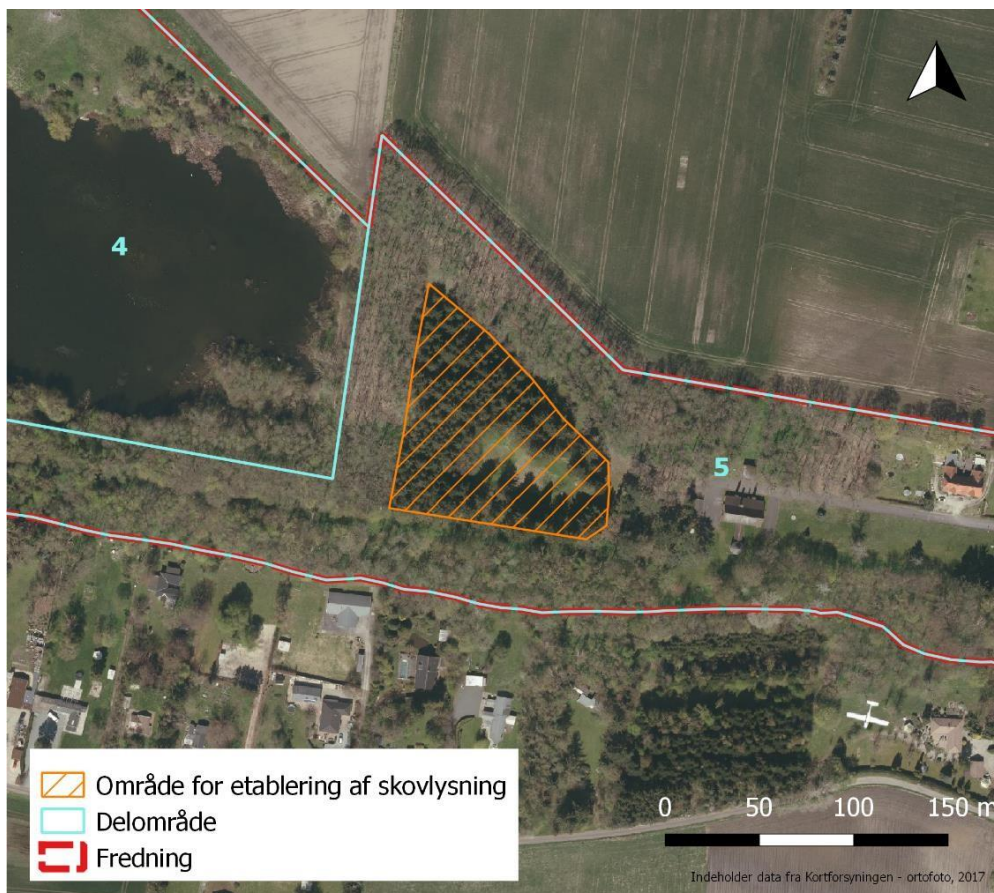 4
5
Område for etablering af skovlysning
Delområde
Fredning
0 50 100 150 m
Indeholder data fra Kortforsyningen - ortofoto, 2017